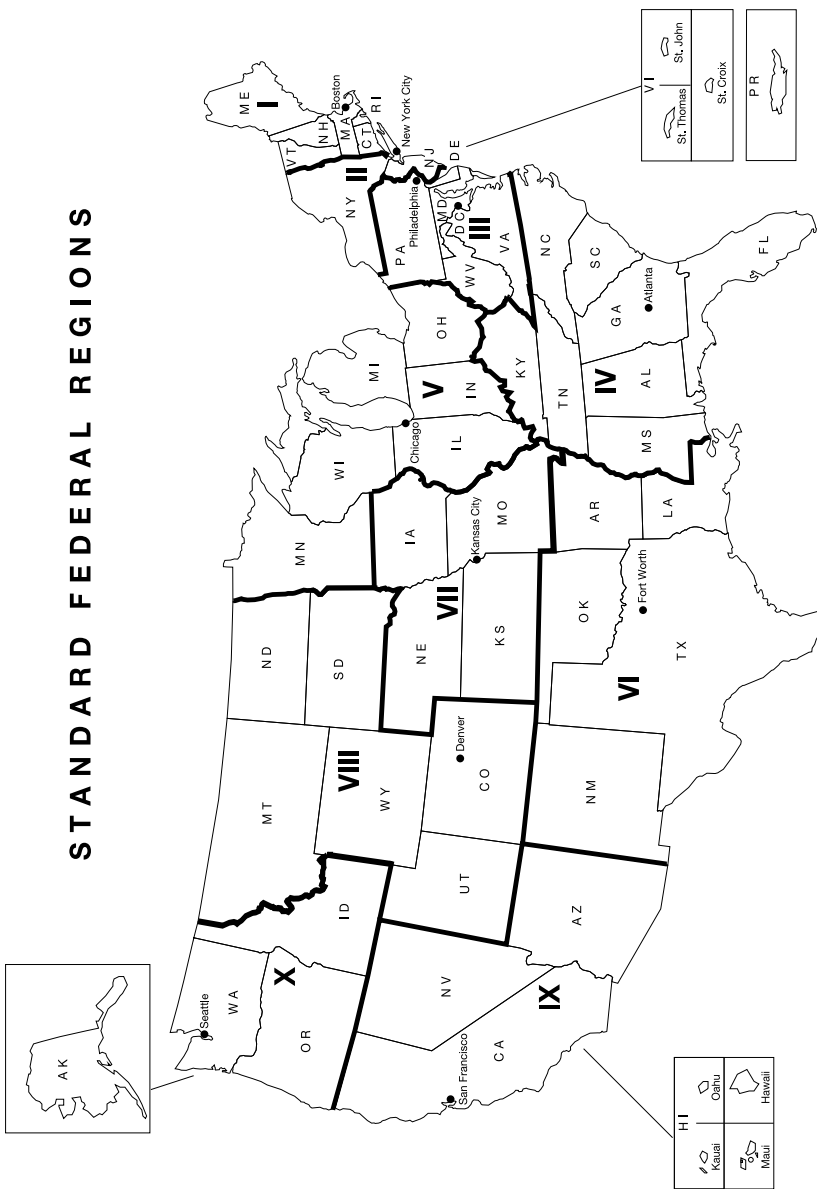 STANDARD FEDERAL REGIONS
AK
Seattle
WA
X
OR
ID
MT
ND
SD
VIII
WY
MN
WI
MI
IA
Chicago
V
IL
IN
OH
NE
VII
Kansas City
KS
MO
NV
UT
Denver
CO
San Francisco
CA
IX
AZ
NM
VI
OK
Fort Worth
TX
AR
LA
KY
TN
IV
MS
AL
GA
Atlanta
FL
SC
NC
VA
WV
III
DC
MD
DE
NJ
Philadelphia
PA
II
NY
New York City
VT
NH
MA
Boston
CT
RI
ME
I
HI
Kauai
Oahu
Maui
Hawaii
VI
St. Thomas
St. John
St. Croix
PR